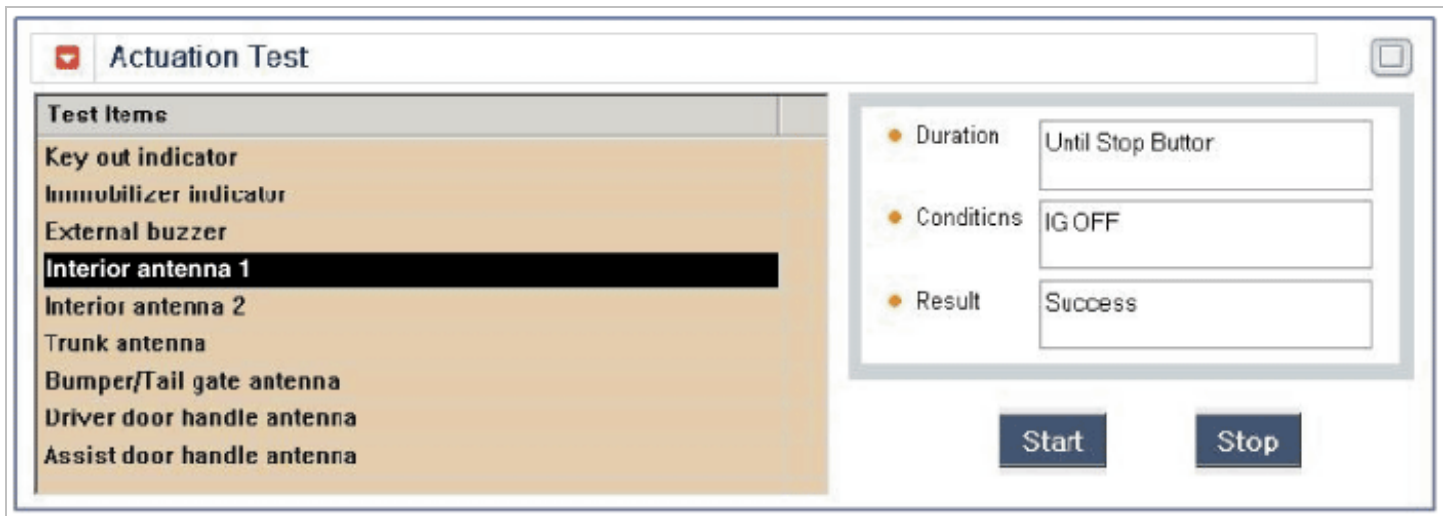 Actuation Test
Test Items
Key out indicator
Immobilizer indicator
External buzzer
Interior antenna 1
Interior antenna 2
Trunk antenna
Bumper/Tail gate antenna
Driver door handle antenna
Assist door handle antenna
Duration
Until Stop Buttor
Conditions
IG OFF
Result
Success
Start
Stop